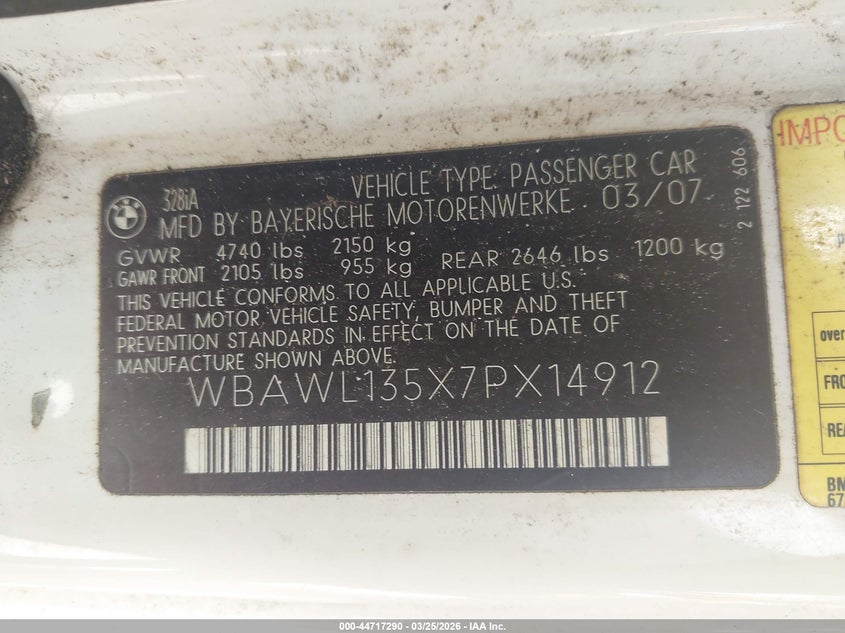 328iA
VEHICLE TYPE: PASSENGER CAR
MFD BY BAYERISCHE MOTORENWERKE 03/07
GVWR 4740 lbs 2150 kg
GAWR FRONT 2105 lbs 955 kg REAR 2646 lbs 1200 kg
THIS VEHICLE CONFORMS TO ALL APPLICABLE U.S.
FEDERAL MOTOR VEHICLE SAFETY, BUMPER AND THEFT
PREVENTION STANDARDS IN EFFECT ON THE DATE OF
MANUFACTURE SHOWN ABOVE.
WBAWL135X7PX14912
2 122 606
IMPO
over
FRO
REA
BM
67
000-44717290 - 03/25/2026 - IAA Inc.